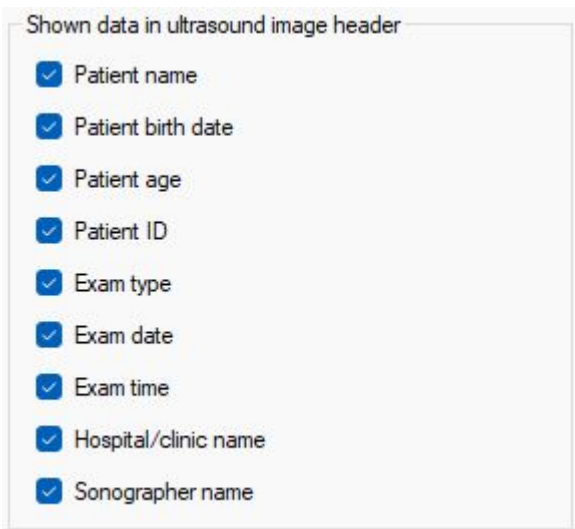 Shown data in ultrasound image header
Patient name
Patient birth date
Patient age
Patient ID
Exam type
Exam date
Exam time
Hospital/clinic name
Sonographer name